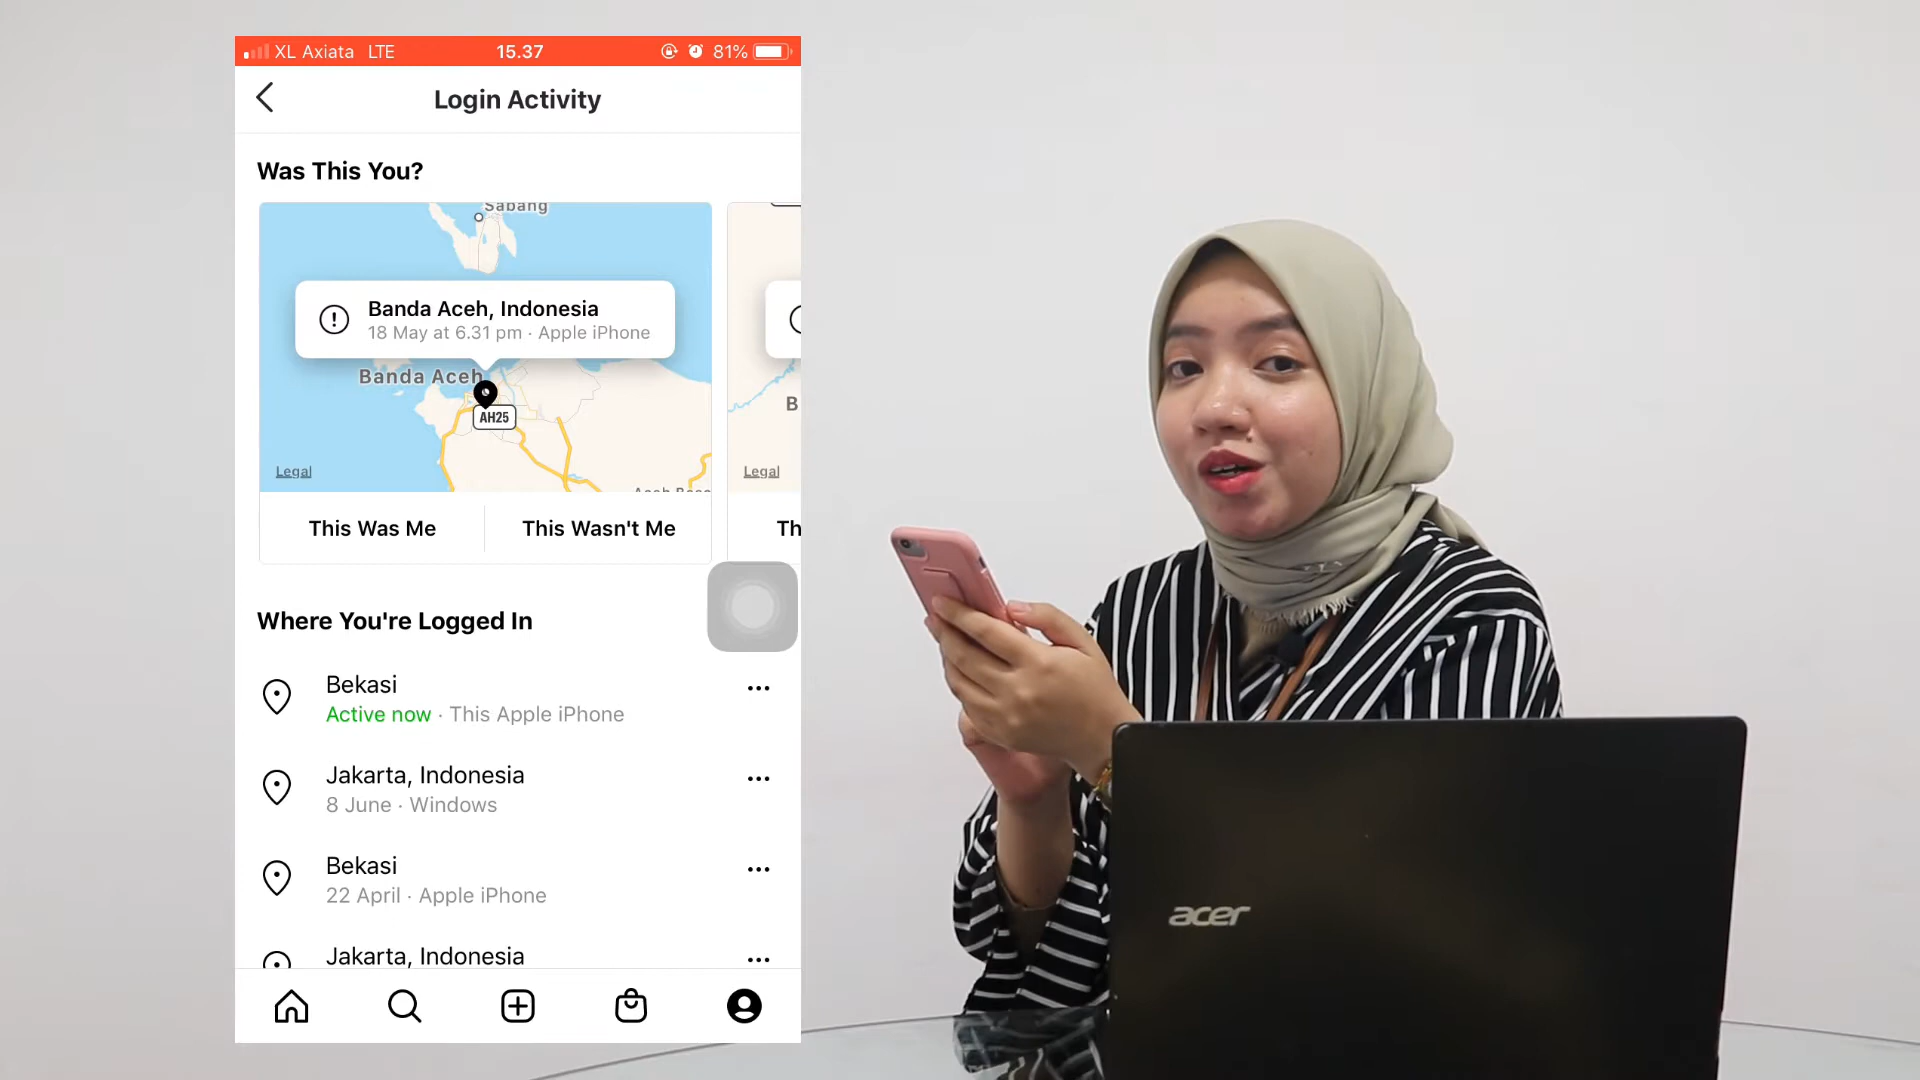 XL Axiata LTE 15.37 81%
Login Activity
Was This You?
Sabang
Banda Aceh, Indonesia
18 May at 6.31 pm · Apple iPhone
Banda Aceh
AH25
B
Legal
Legal
This Was Me
This Wasn't Me
Th
Where You're Logged In
Bekasi
Active now · This Apple iPhone
Jakarta, Indonesia
8 June · Windows
Bekasi
22 April · Apple iPhone
Jakarta, Indonesia
acer